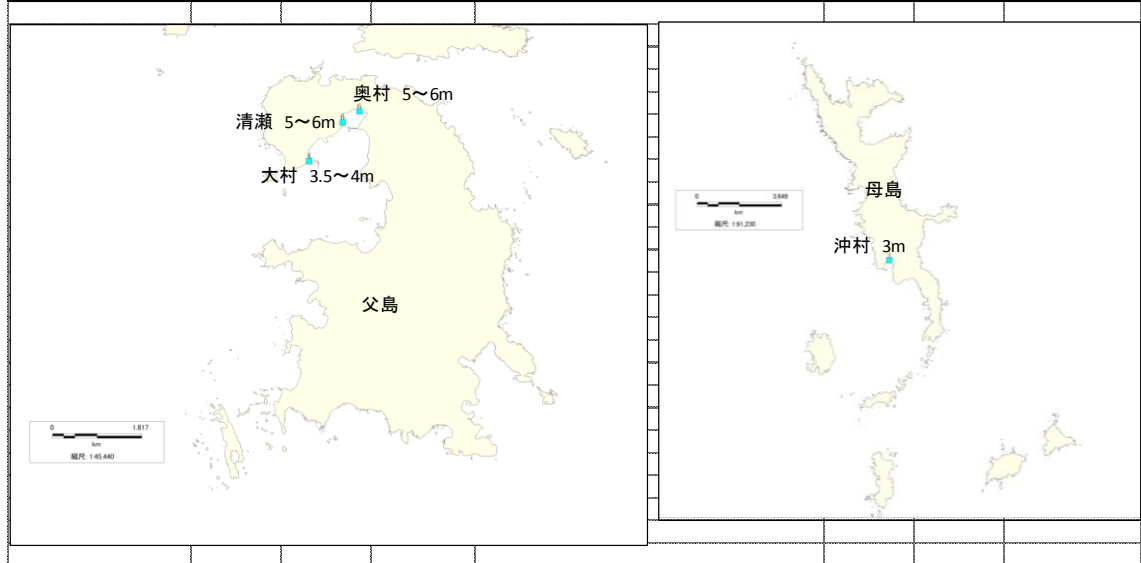 奥村 5～6m
清瀬 5～6m
大村 3.5～4m
父島
0 1.817
km
縮尺: 1:45,440
母島
0 3.649
km
縮尺: 1:91,230
沖村 3m